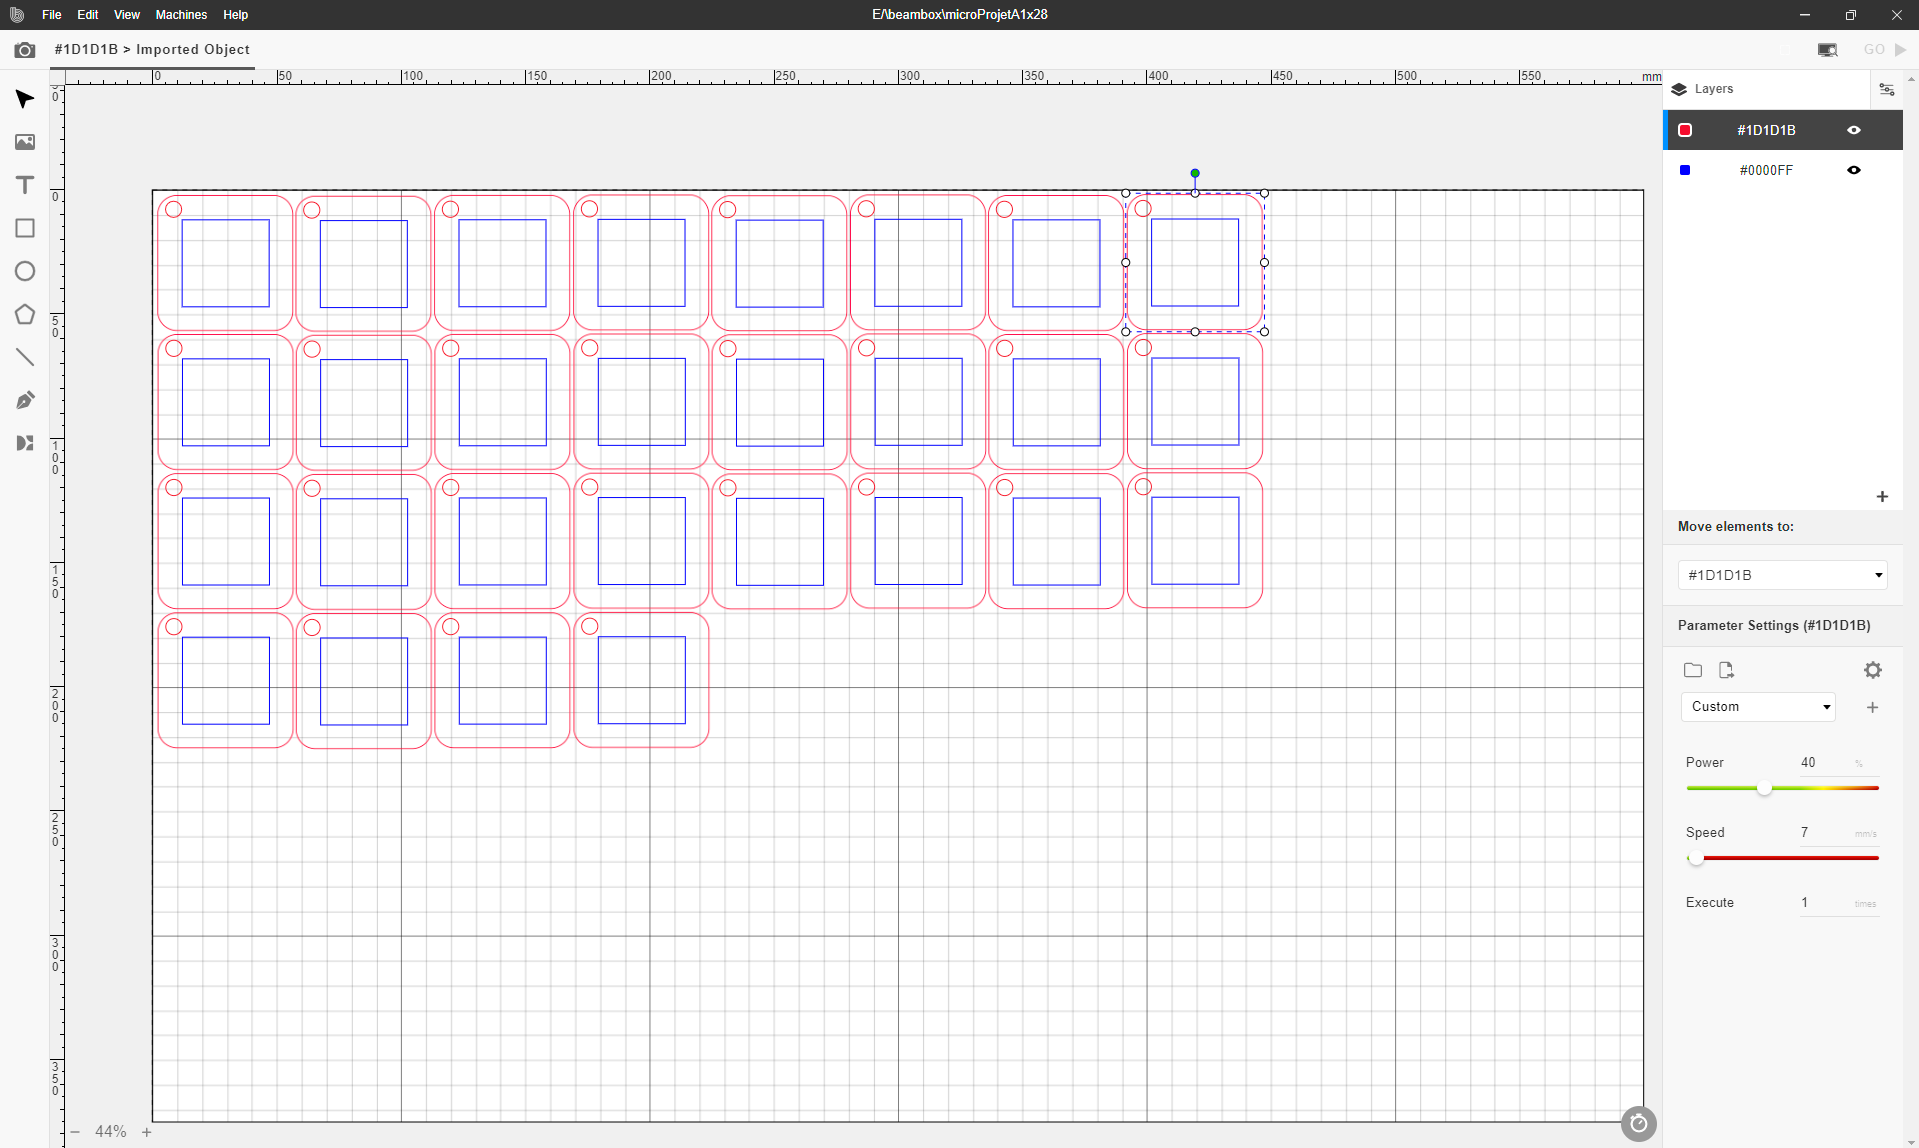 File Edit View Machines Help
E:/\beambox\microProjetA1x28
#1D1D1B > Imported Object
GO
0 50 100 150 200 250 300 350 400 450 500 550 mm
0
0
50
100
150
200
250
300
350
Layers
#1D1D1B
#0000FF
+
Move elements to:
#1D1D1B
Parameter Settings (#1D1D1B)
Custom +
Power 40 %
Speed 7 mm/s
Execute 1 times
− 44% +